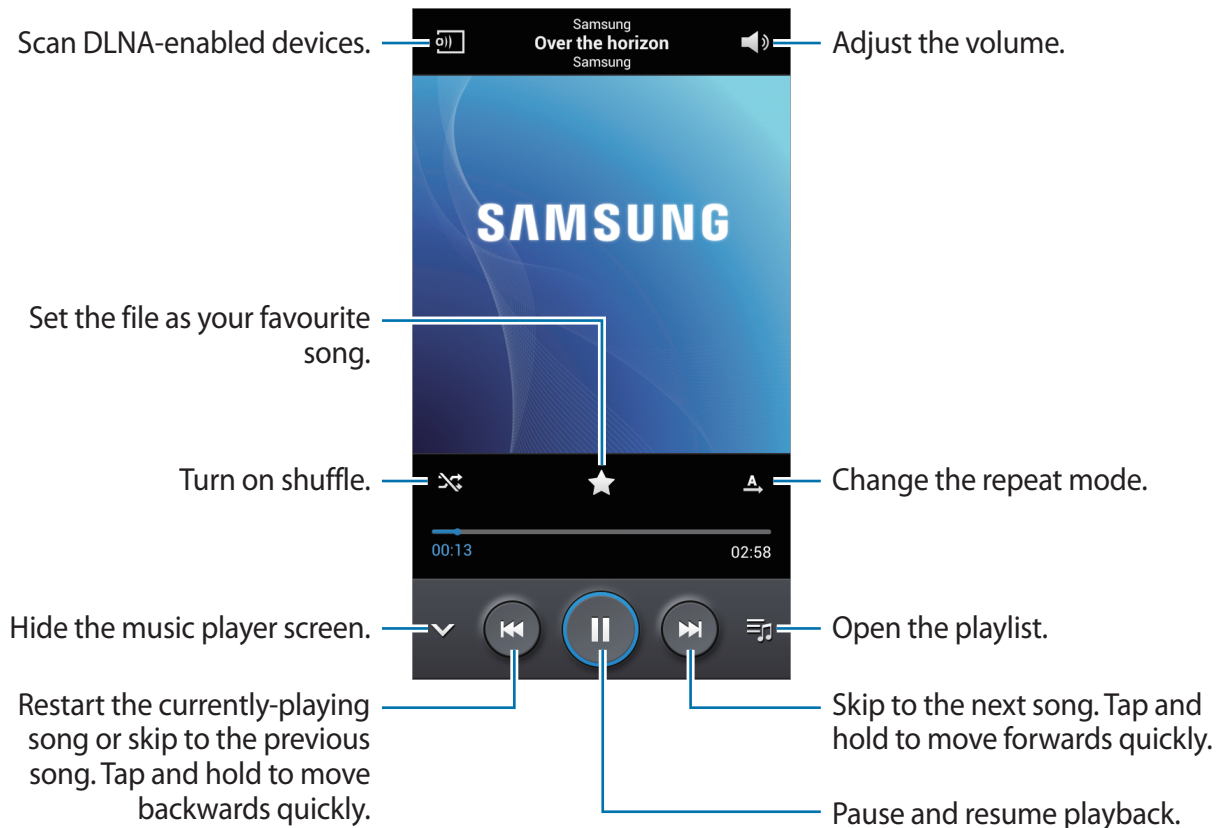 Scan DLNA-enabled devices.
Samsung
Over the horizon
Samsung
Adjust the volume.
SAMSUNG
Set the file as your favourite
song.
Turn on shuffle.
A
Change the repeat mode.
00:13
02:58
Hide the music player screen.
Open the playlist.
Restart the currently-playing
song or skip to the previous
song. Tap and hold to move
backwards quickly.
Skip to the next song. Tap and
hold to move forwards quickly.
Pause and resume playback.